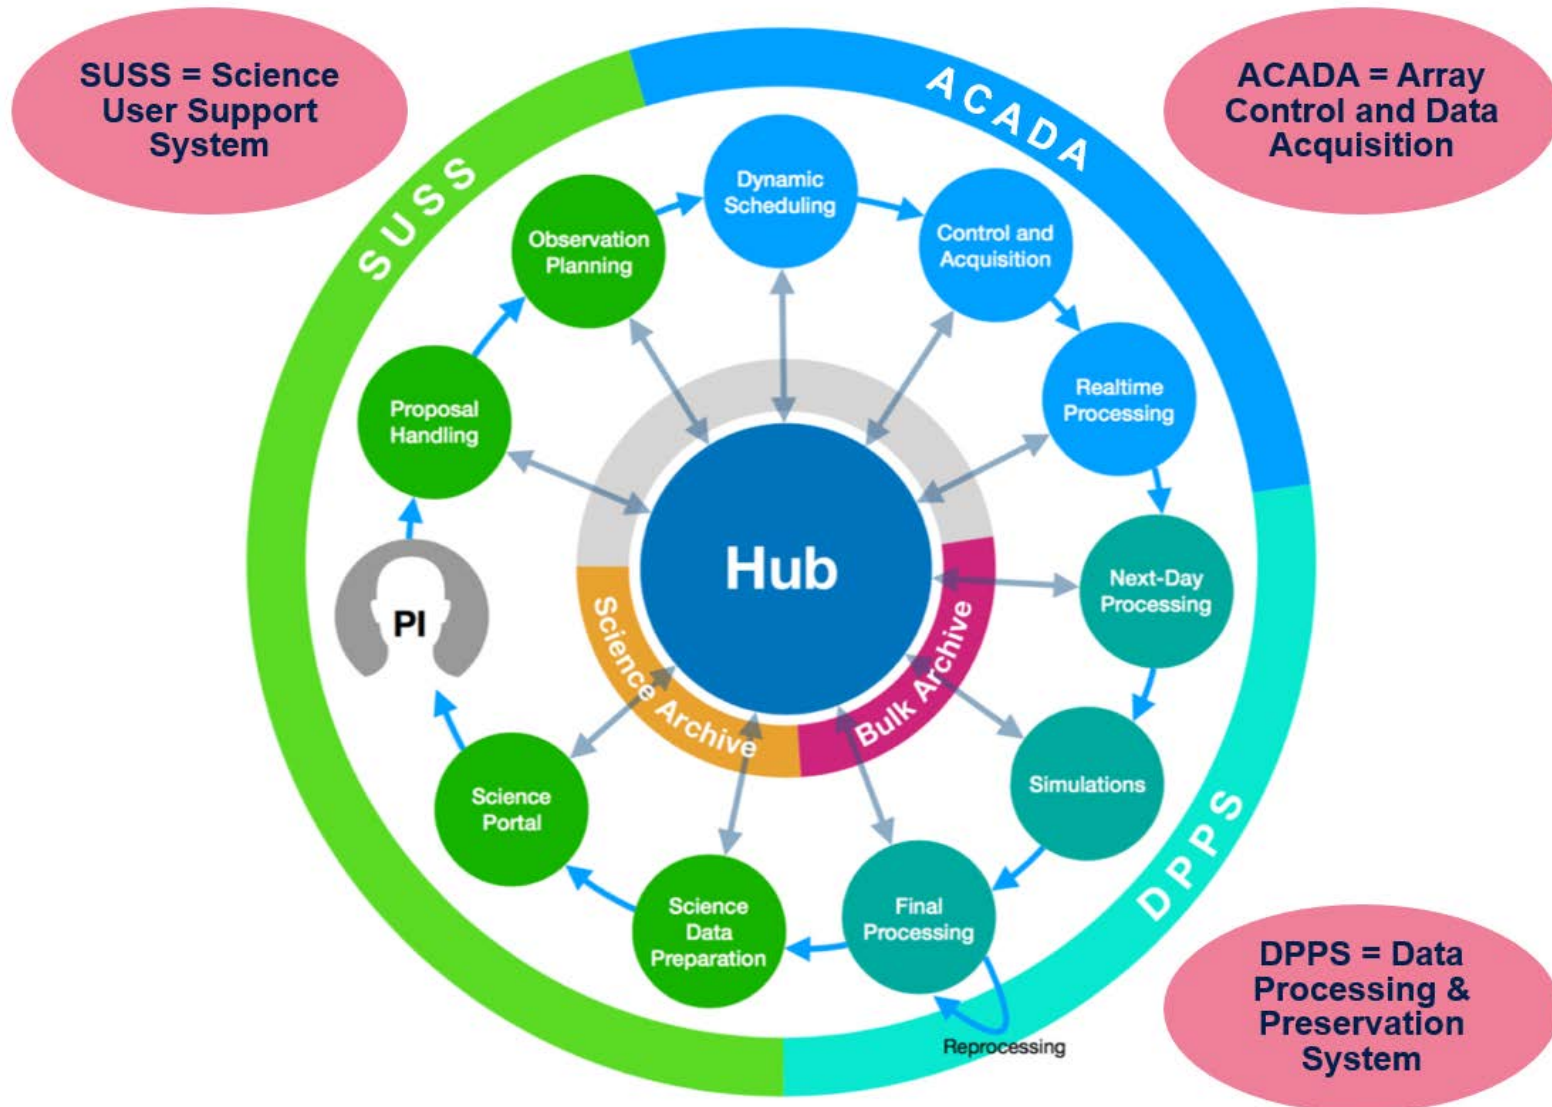 SUSS = Science
User Support
System
ACADA = Array
Control and Data
Acquisition
SUSS
ACADA
Dynamic
Scheduling
Control and
Acquisition
Observation
Planning
Realtime
Processing
Proposal
Handling
Hub
Next-Day
Processing
PI
Science Archive
Bulk Archive
Simulations
Science
Portal
DPPS
Final
Processing
Science
Data
Preparation
Reprocessing
DPPS = Data
Processing &
Preservation
System